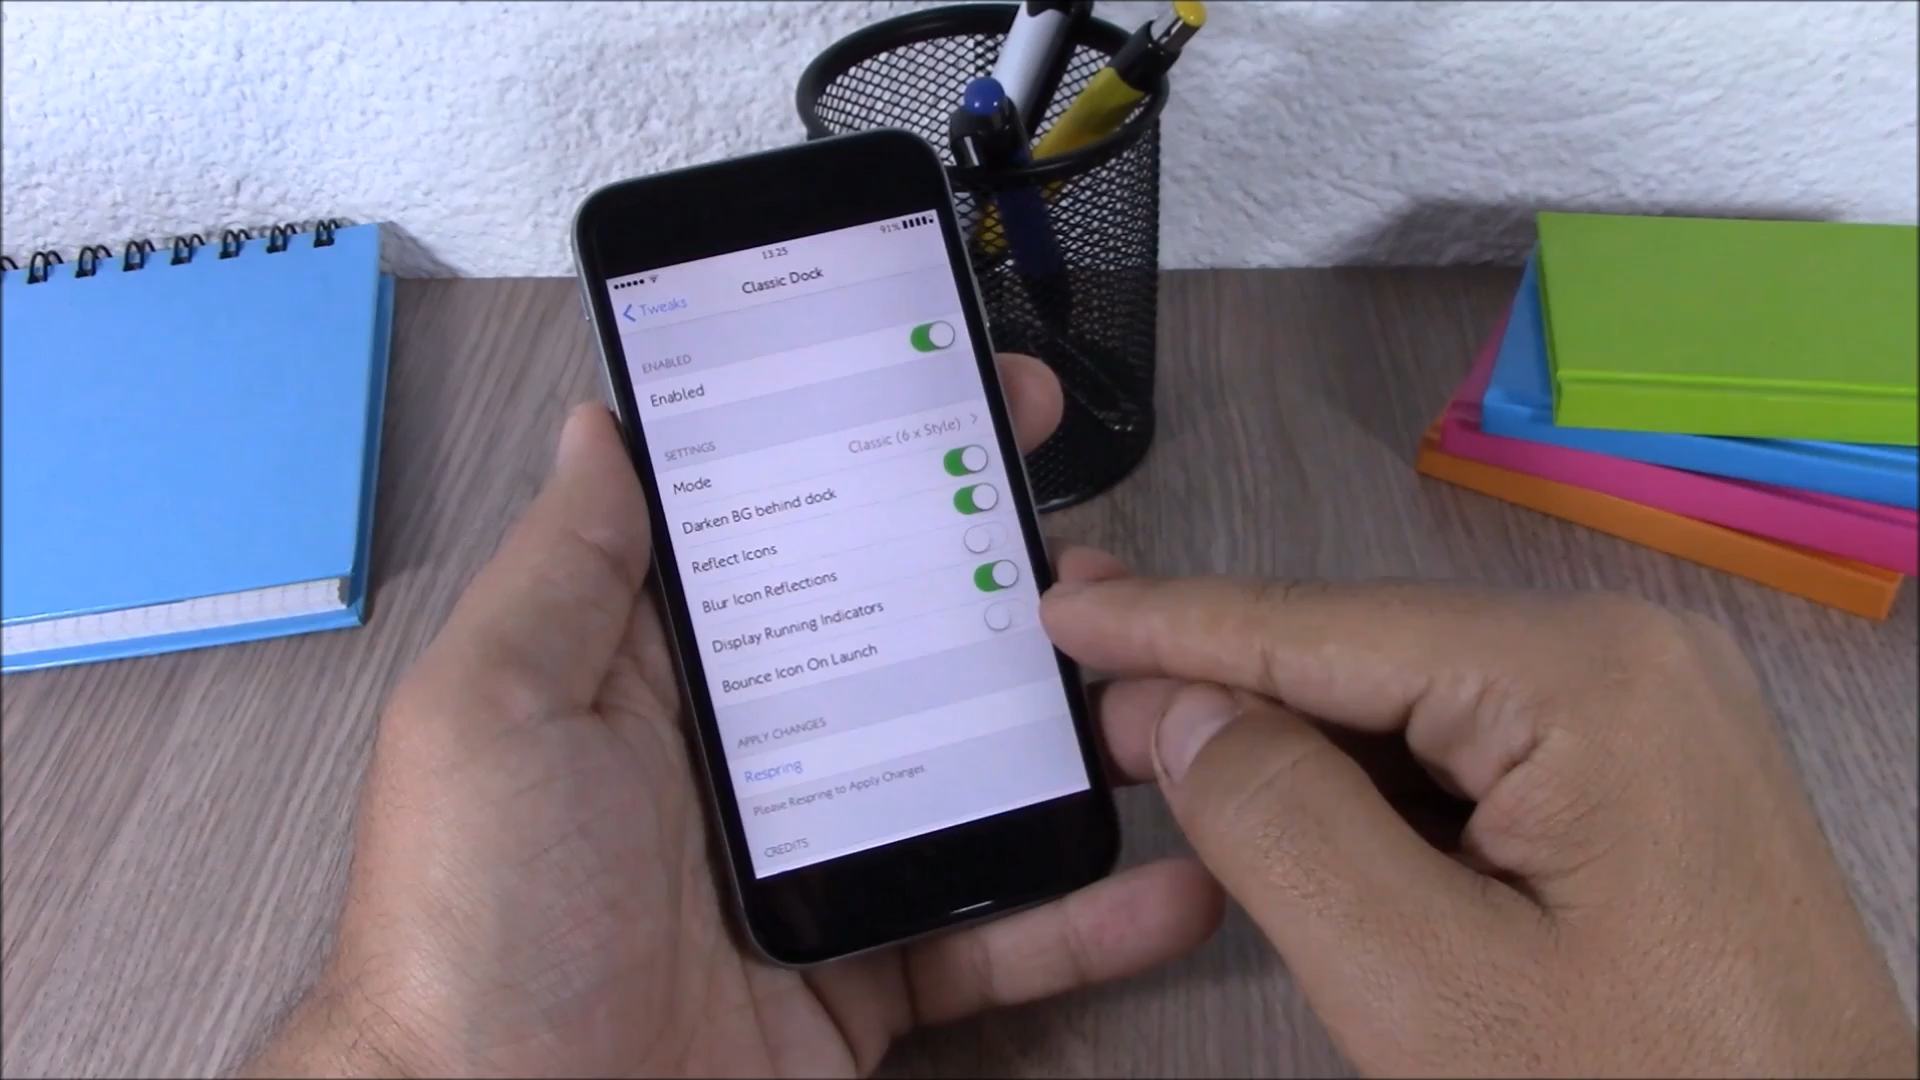 13:25
91%
Tweaks
Classic Dock
ENABLED
Enabled
SETTINGS
Mode
Classic (6 x Style)
Darken BG behind dock
Reflect Icons
Blur Icon Reflections
Display Running Indicators
Bounce Icon On Launch
APPLY CHANGES
Respring
Please Respring to Apply Changes
CREDITS